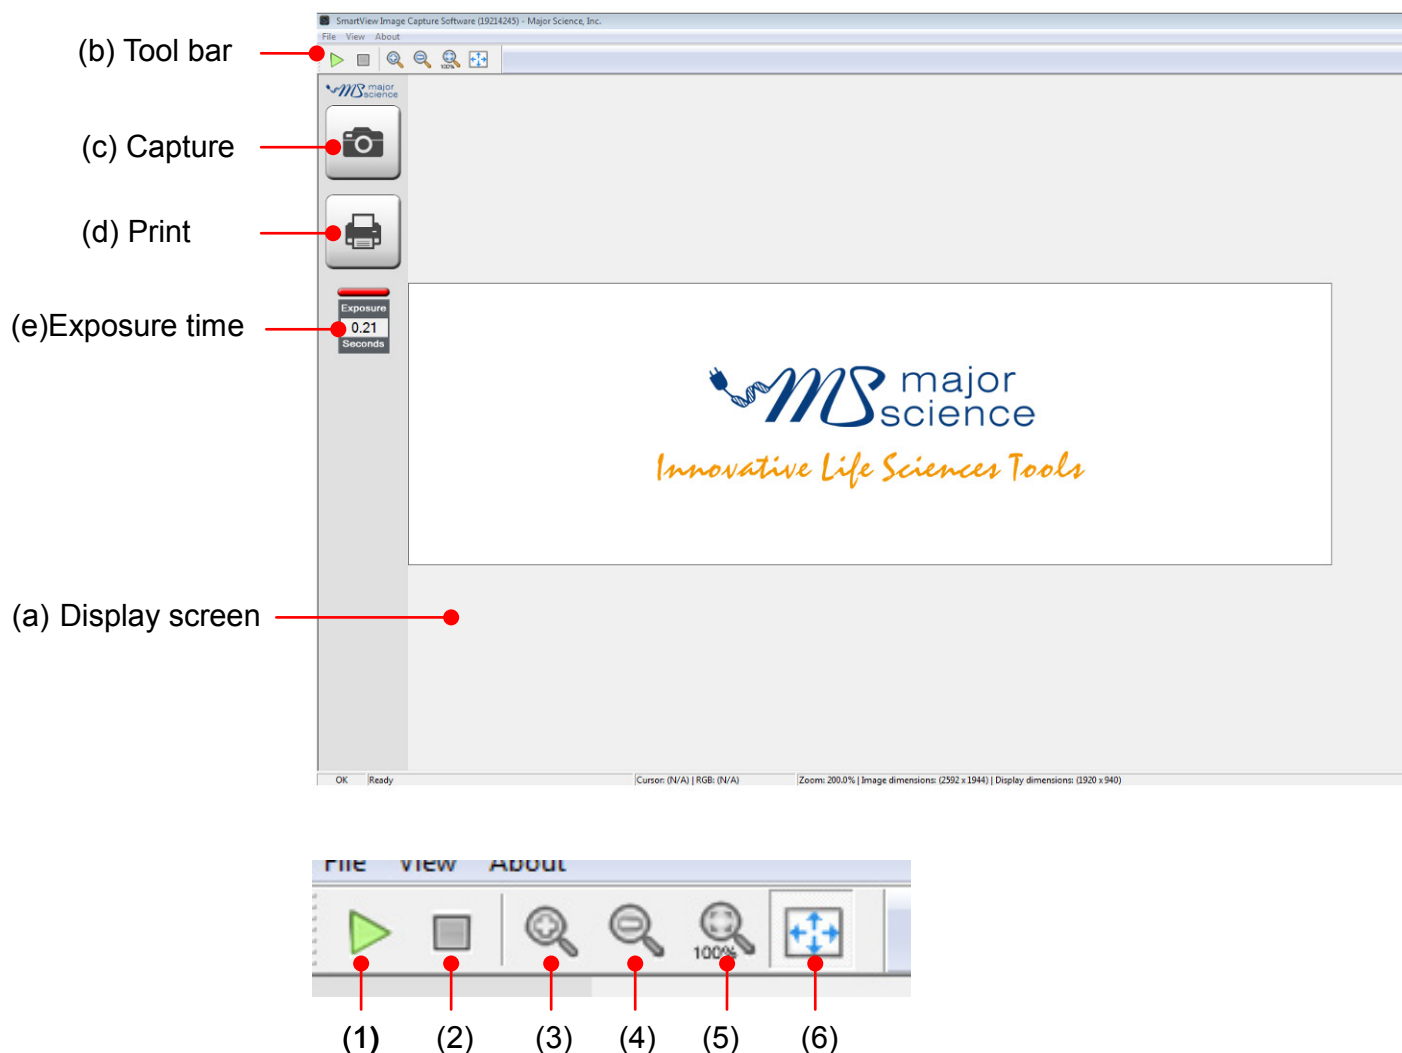 SmartView Image Capture Software (19214245) - Major Science, Inc.
File View About
(b) Tool bar
100%
major
science
(c) Capture
(d) Print
Exposure
(e)Exposure time
0.21
Seconds
MS major
science
Innovative Life Sciences Tools
(a) Display screen
OK Ready Cursor: (N/A) | RGB: (N/A) Zoom: 200.0% | Image dimensions: (2592 x 1944) | Display dimensions: (1920 x 940)
File View About
100%
(1) (2) (3) (4) (5) (6)